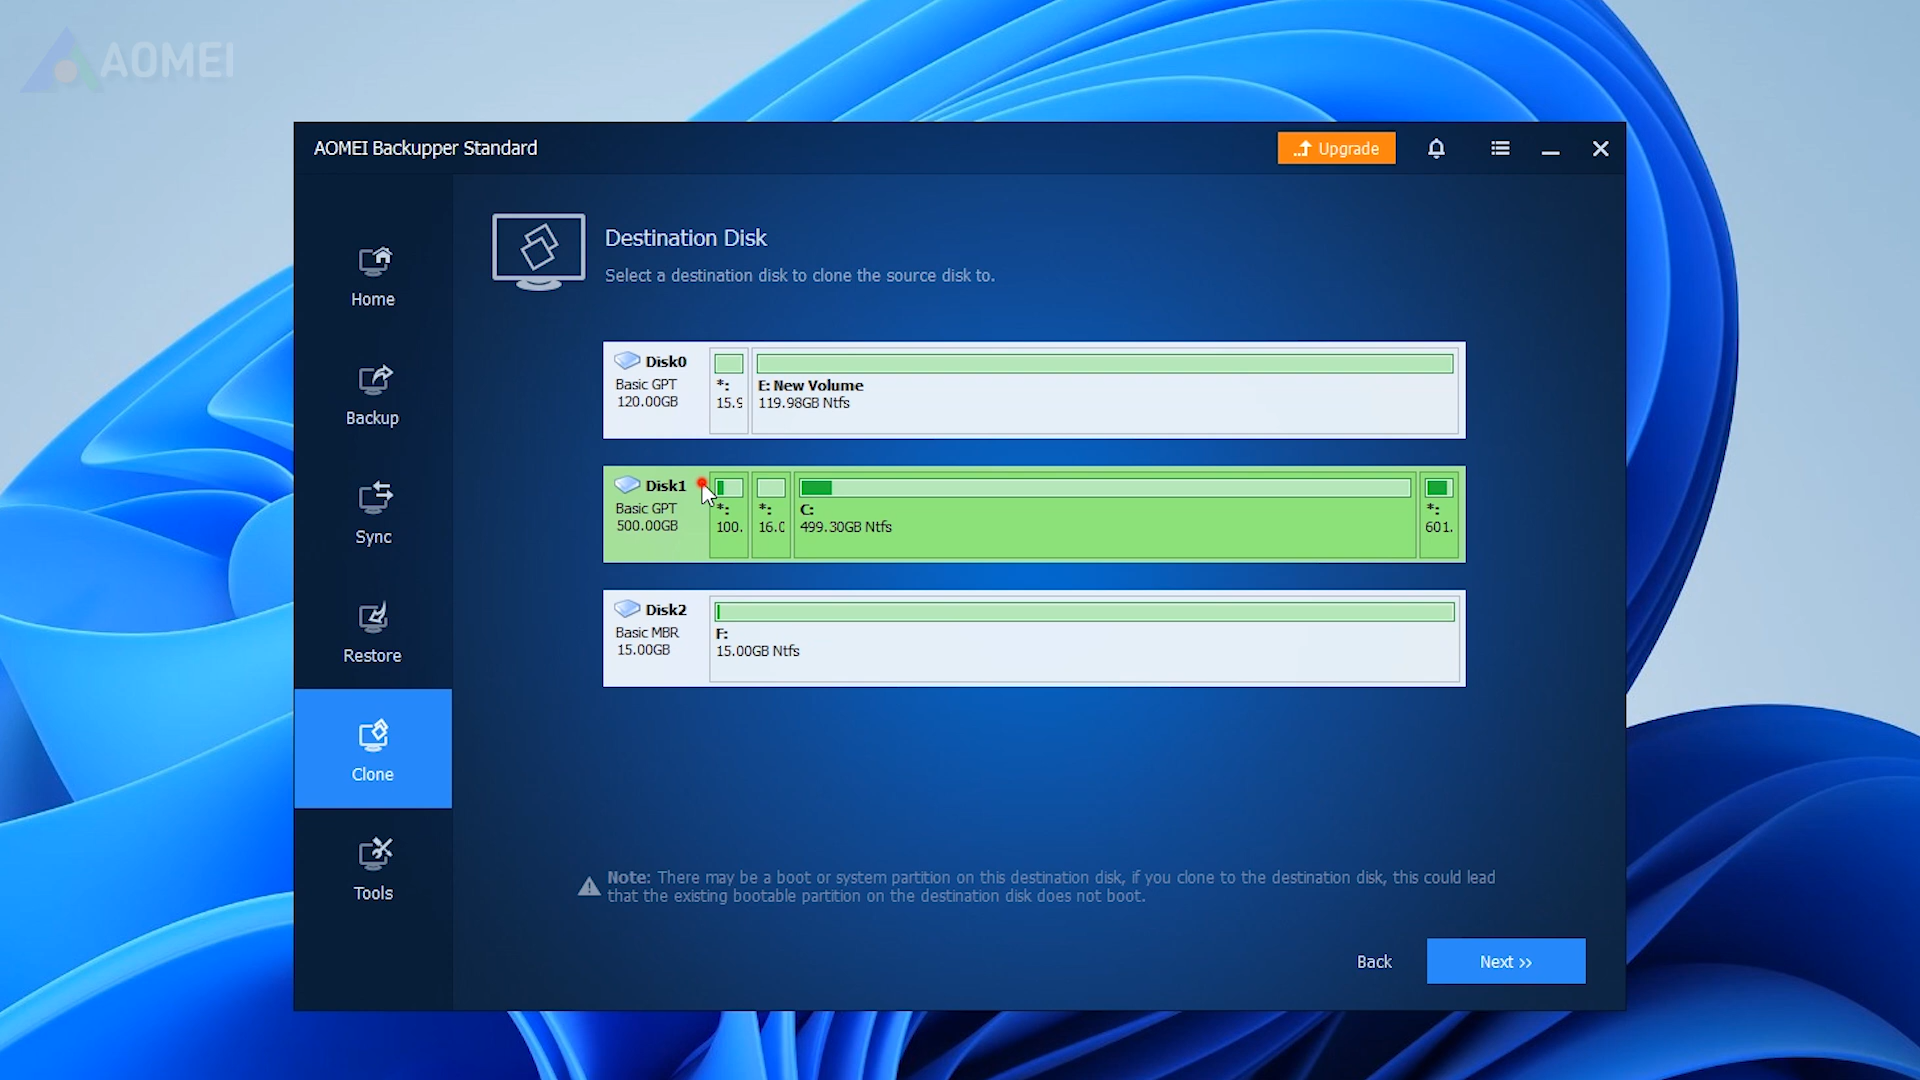 AOMEI
AOMEI Backupper Standard
Upgrade
Home
Backup
Sync
Restore
Clone
Tools
Destination Disk
Select a destination disk to clone the source disk to.
Disk0
Basic GPT
120.00GB
*:
15.9
E: New Volume
119.98GB Ntfs
Disk1
Basic GPT
500.00GB
*:
100.
*:
16.0
C:
499.30GB Ntfs
*:
601.
Disk2
Basic MBR
15.00GB
F:
15.00GB Ntfs
Note: There may be a boot or system partition on this destination disk, if you clone to the destination disk, this could lead
that the existing bootable partition on the destination disk does not boot.
Back
Next >>